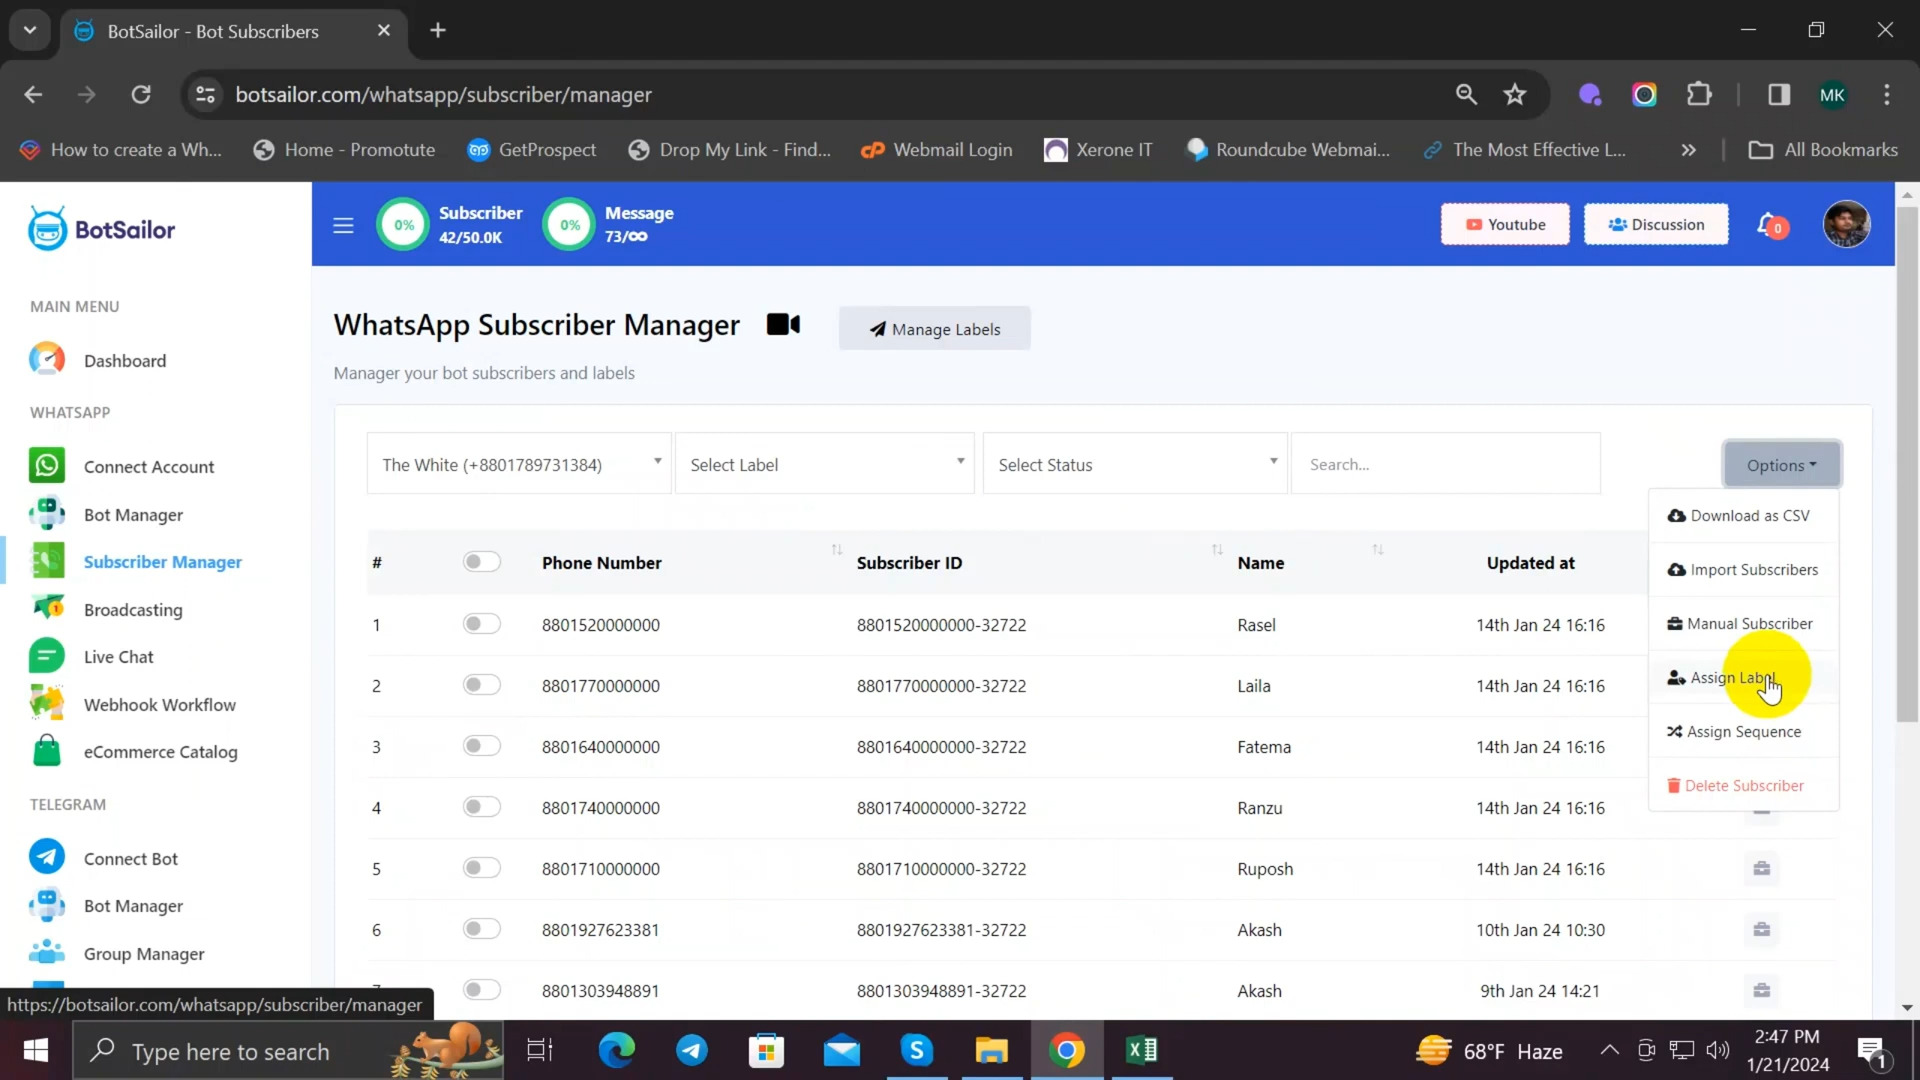 BotSailor - Bot Subscribers
botsailor.com/whatsapp/subscriber/manager
MK
How to create a Wh...
Home - Promotute
GetProspect
Drop My Link - Find...
Webmail Login
Xerone IT
Roundcube Webmai...
The Most Effective L...
All Bookmarks
BotSailor
0%
Subscriber
42/50.0K
0%
Message
73/∞
Youtube
Discussion
0
MAIN MENU
Dashboard
WHATSAPP
Connect Account
Bot Manager
Subscriber Manager
Broadcasting
Live Chat
Webhook Workflow
eCommerce Catalog
TELEGRAM
Connect Bot
Bot Manager
Group Manager
WhatsApp Subscriber Manager
Manage Labels
Manager your bot subscribers and labels
The White (+8801789731384)
Select Label
Select Status
Search...
Options
Download as CSV
Import Subscribers
Manual Subscriber
Assign Label
Assign Sequence
Delete Subscriber
# Phone Number Subscriber ID Name Updated at
1 8801520000000 8801520000000-32722 Rasel 14th Jan 24 16:16
2 8801770000000 8801770000000-32722 Laila 14th Jan 24 16:16
3 8801640000000 8801640000000-32722 Fatema 14th Jan 24 16:16
4 8801740000000 8801740000000-32722 Ranzu 14th Jan 24 16:16
5 8801710000000 8801710000000-32722 Ruposh 14th Jan 24 16:16
6 8801927623381 8801927623381-32722 Akash 10th Jan 24 10:30
8801303948891 8801303948891-32722 Akash 9th Jan 24 14:21
https://botsailor.com/whatsapp/subscriber/manager
Type here to search
68°F Haze
2:47 PM
1/21/2024
1